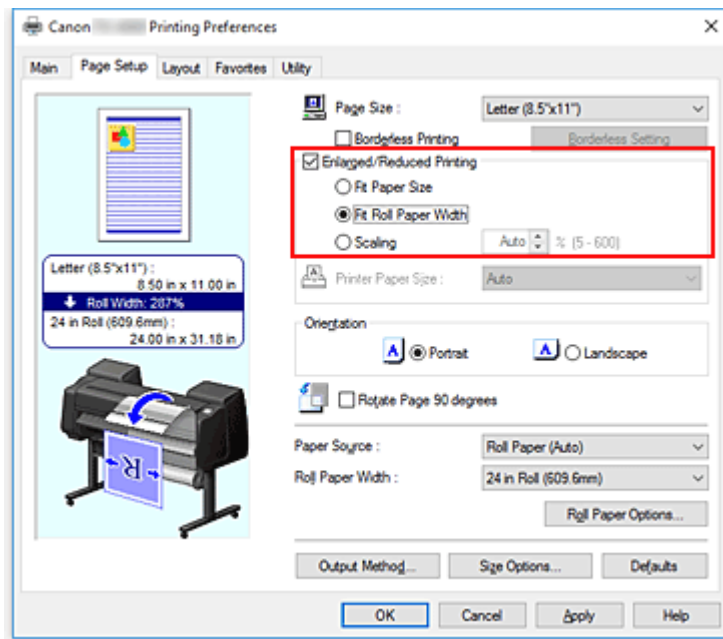 Canon Printing Preferences
Main Page Setup Layout Favorites Utility
Page Size : Letter (8.5"x11")
Borderless Printing Borderless Setting
Enlarged/Reduced Printing
Fit Paper Size
Fit Roll Paper Width
Scaling Auto % (5 - 600)
Printer Paper Size : Auto
Letter (8.5"x11") :
8.50 in x 11.00 in
Roll Width: 287%
24 in Roll (609.6mm) :
24.00 in x 31.18 in
Orientation
A Portrait A Landscape
Rotate Page 90 degrees
R
Paper Source : Roll Paper (Auto)
Roll Paper Width : 24 in Roll (609.6mm)
Roll Paper Options...
Output Method... Size Options... Defaults
OK Cancel Apply Help